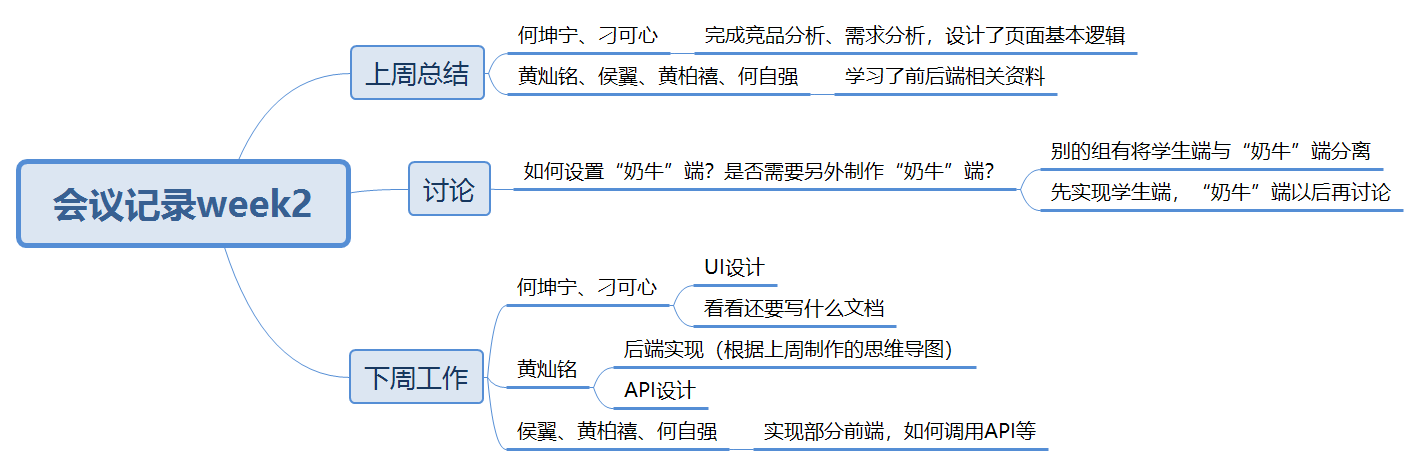 会议记录week2
上周总结
何坤宁、刁可心
完成竞品分析、需求分析，设计了页面基本逻辑
黄灿铭、侯翼、黄柏禧、何自强
学习了前后端相关资料
讨论
如何设置“奶牛”端？是否需要另外制作“奶牛”端？
别的组有将学生端与“奶牛”端分离
先实现学生端，“奶牛”端以后再讨论
下周工作
何坤宁、刁可心
UI设计
看看还要写什么文档
黄灿铭
后端实现（根据上周制作的思维导图）
API设计
侯翼、黄柏禧、何自强
实现部分前端，如何调用API等